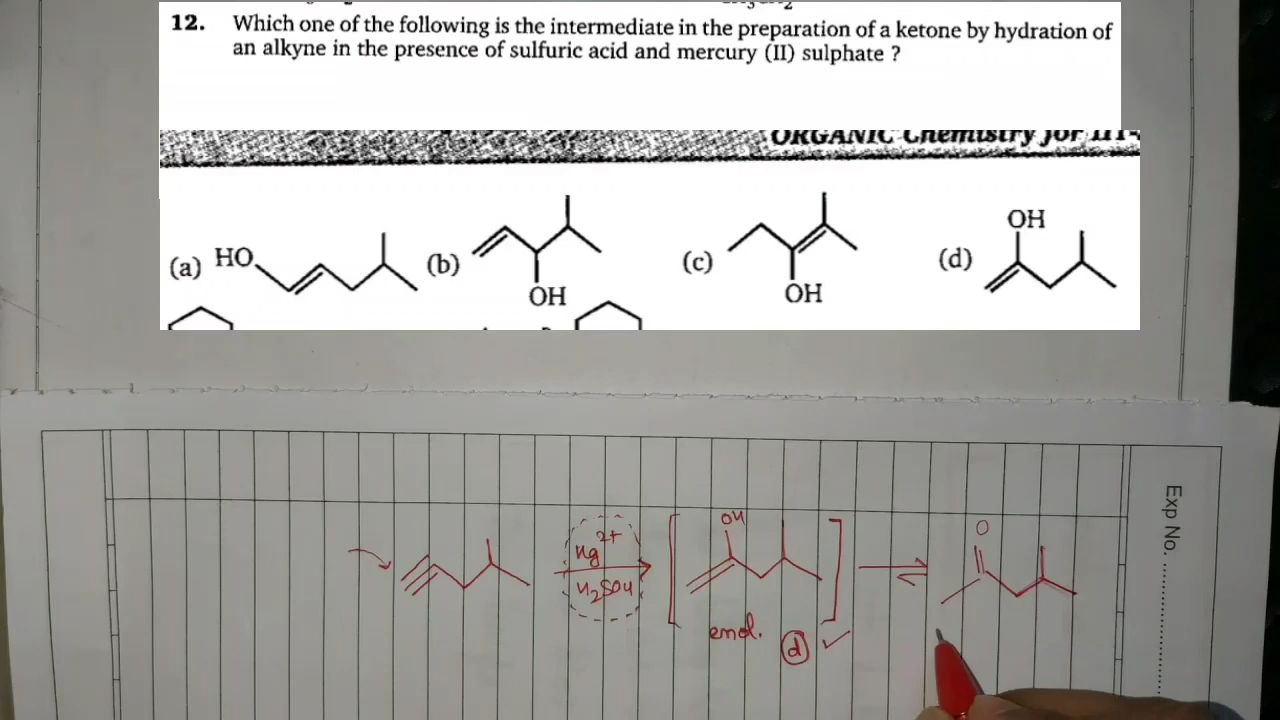 12. Which one of the following is the intermediate in the preparation of a ketone by hydration of
an alkyne in the presence of sulfuric acid and mercury (II) sulphate ?
ORGANIC Chemistry for IIT-
(a) HO
(b) OH
(c) OH
(d) OH
Hg2+
H2SO4
OH
enol.
(d) ✓
O
Exp No. ................